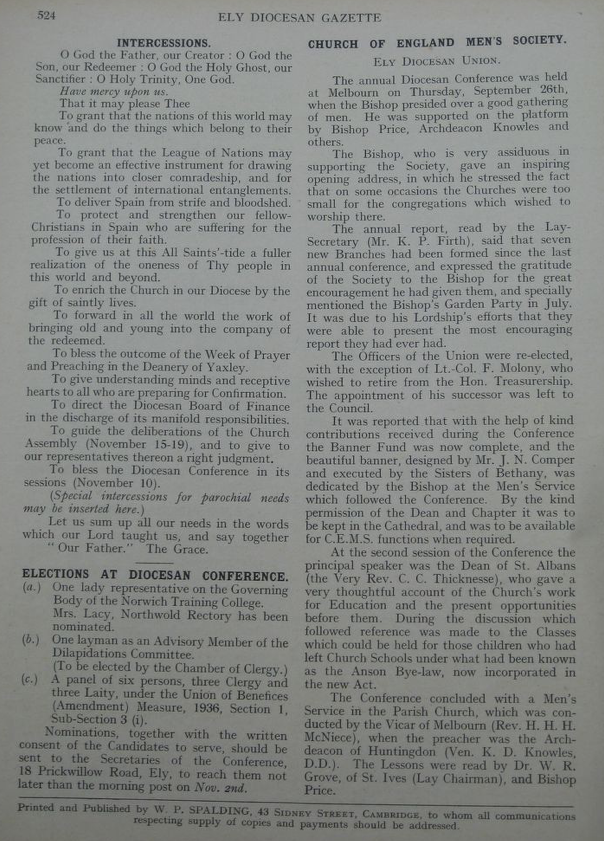 524
ELY DIOCESAN GAZETTE
INTERCESSIONS.
O God the Father, our Creator : O God the
Son, our Redeemer : O God the Holy Ghost, our
Sanctifier : O Holy Trinity, One God.
Have mercy upon us.
That it may please Thee
To grant that the nations of this world may
know and do the things which belong to their
peace.
To grant that the League of Nations may
yet become an effective instrument for drawing
the nations into closer comradeship, and for
the settlement of international entanglements.
To deliver Spain from strife and bloodshed.
To protect and strengthen our fellow-
Christians in Spain who are suffering for the
profession of their faith.
To give us at this All Saints'-tide a fuller
realization of the oneness of Thy people in
this world and beyond.
To enrich the Church in our Diocese by the
gift of saintly lives.
To forward in all the world the work of
bringing old and young into the company of
the redeemed.
To bless the outcome of the Week of Prayer
and Preaching in the Deanery of Yaxley.
To give understanding minds and receptive
hearts to all who are preparing for Confirmation.
To direct the Diocesan Board of Finance
in the discharge of its manifold responsibilities.
To guide the deliberations of the Church
Assembly (November 15-19), and to give to
our representatives thereon a right judgment.
To bless the Diocesan Conference in its
sessions (November 10).
(Special intercessions for parochial needs
may be inserted here.)
Let us sum up all our needs in the words
which our Lord taught us, and say together
" Our Father." The Grace.
ELECTIONS AT DIOCESAN CONFERENCE.
(a.) One lady representative on the Governing
Body of the Norwich Training College.
Mrs. Lacy, Northwold Rectory has been
nominated.
(b.) One layman as an Advisory Member of the
Dilapidations Committee.
(To be elected by the Chamber of Clergy.)
(c.) A panel of six persons, three Clergy and
three Laity, under the Union of Benefices
(Amendment) Measure, 1936, Section 1,
Sub-Section 3 (i).
Nominations, together with the written
consent of the Candidates to serve, should be
sent to the Secretaries of the Conference,
18 Prickwillow Road, Ely, to reach them not
later than the morning post on Nov. 2nd.
CHURCH OF ENGLAND MEN'S SOCIETY.
ELY DIOCESAN UNION.
The annual Diocesan Conference was held
at Melbourn on Thursday, September 26th,
when the Bishop presided over a good gathering
of men. He was supported on the platform
by Bishop Price, Archdeacon Knowles and
others.
The Bishop, who is very assiduous in
supporting the Society, gave an inspiring
opening address, in which he stressed the fact
that on some occasions the Churches were too
small for the congregations which wished to
worship there.
The annual report, read by the Lay-
Secretary (Mr. K. P. Firth), said that seven
new Branches had been formed since the last
annual conference, and expressed the gratitude
of the Society to the Bishop for the great
encouragement he had given them, and specially
mentioned the Bishop's Garden Party in July.
It was due to his Lordship's efforts that they
were able to present the most encouraging
report they had ever had.
The Officers of the Union were re-elected,
with the exception of Lt.-Col. F. Molony, who
wished to retire from the Hon. Treasurership.
The appointment of his successor was left to
the Council.
It was reported that with the help of kind
contributions received during the Conference
the Banner Fund was now complete, and the
beautiful banner, designed by Mr. J. N. Comper
and executed by the Sisters of Bethany, was
dedicated by the Bishop at the Men's Service
which followed the Conference. By the kind
permission of the Dean and Chapter it was to
be kept in the Cathedral, and was to be available
for C.E.M.S. functions when required.
At the second session of the Conference the
principal speaker was the Dean of St. Albans
(the Very Rev. C. C. Thicknesse), who gave a
very thoughtful account of the Church's work
for Education and the present opportunities
before them. During the discussion which
followed reference was made to the Classes
which could be held for those children who had
left Church Schools under what had been known
as the Anson Bye-law, now incorporated in
the new Act.
The Conference concluded with a Men's
Service in the Parish Church, which was con-
ducted by the Vicar of Melbourn (Rev. H. H. H.
McNiece), when the preacher was the Arch-
deacon of Huntingdon (Ven. K. D. Knowles,
D.D.). The Lessons were read by Dr. W. R.
Grove, of St. Ives (Lay Chairman), and Bishop
Price.
Printed and Published by W. P. SPALDING, 43 SIDNEY STREET, CAMBRIDGE, to whom all communications
respecting supply of copies and payments should be addressed.